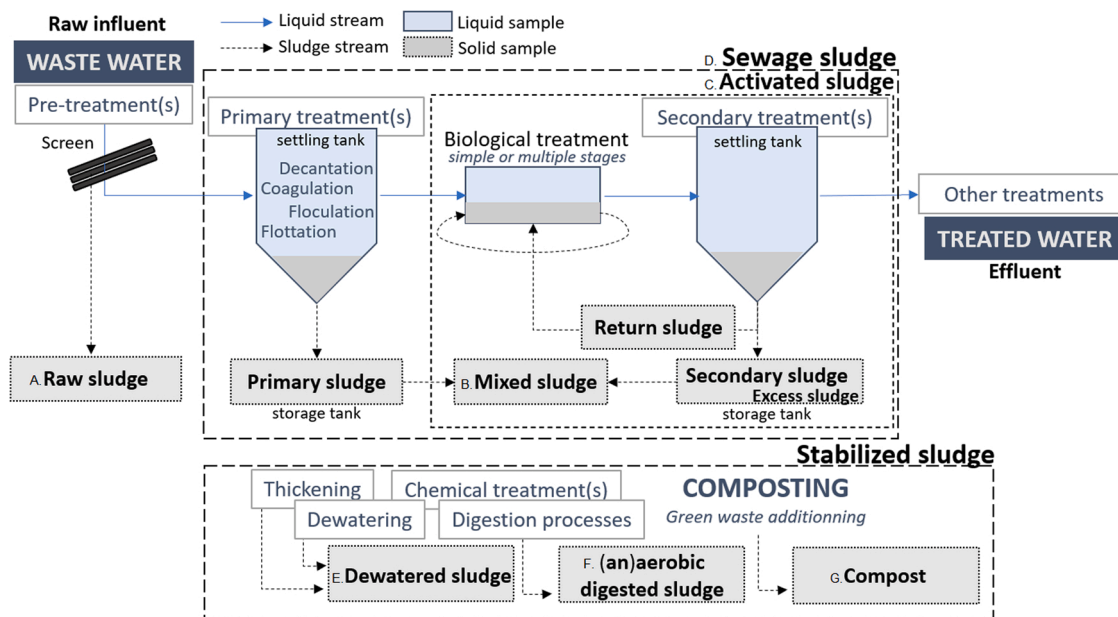 Raw influent
WASTE WATER
Pre-treatment(s)
Screen
Liquid stream
Sludge stream
Liquid sample
Solid sample
D. Sewage sludge
C. Activated sludge
Primary treatment(s)
settling tank
Decantation
Coagulation
Floculation
Flottation
Biological treatment
simple or multiple stages
Secondary treatment(s)
settling tank
Other treatments
TREATED WATER
Effluent
Return sludge
A. Raw sludge
Primary sludge
storage tank
B. Mixed sludge
Secondary sludge
Excess sludge
storage tank
Stabilized sludge
Thickening
Chemical treatment(s)
Dewatering
Digestion processes
COMPOSTING
Green waste additionning
E. Dewatered sludge
F. (an)aerobic
digested sludge
G. Compost